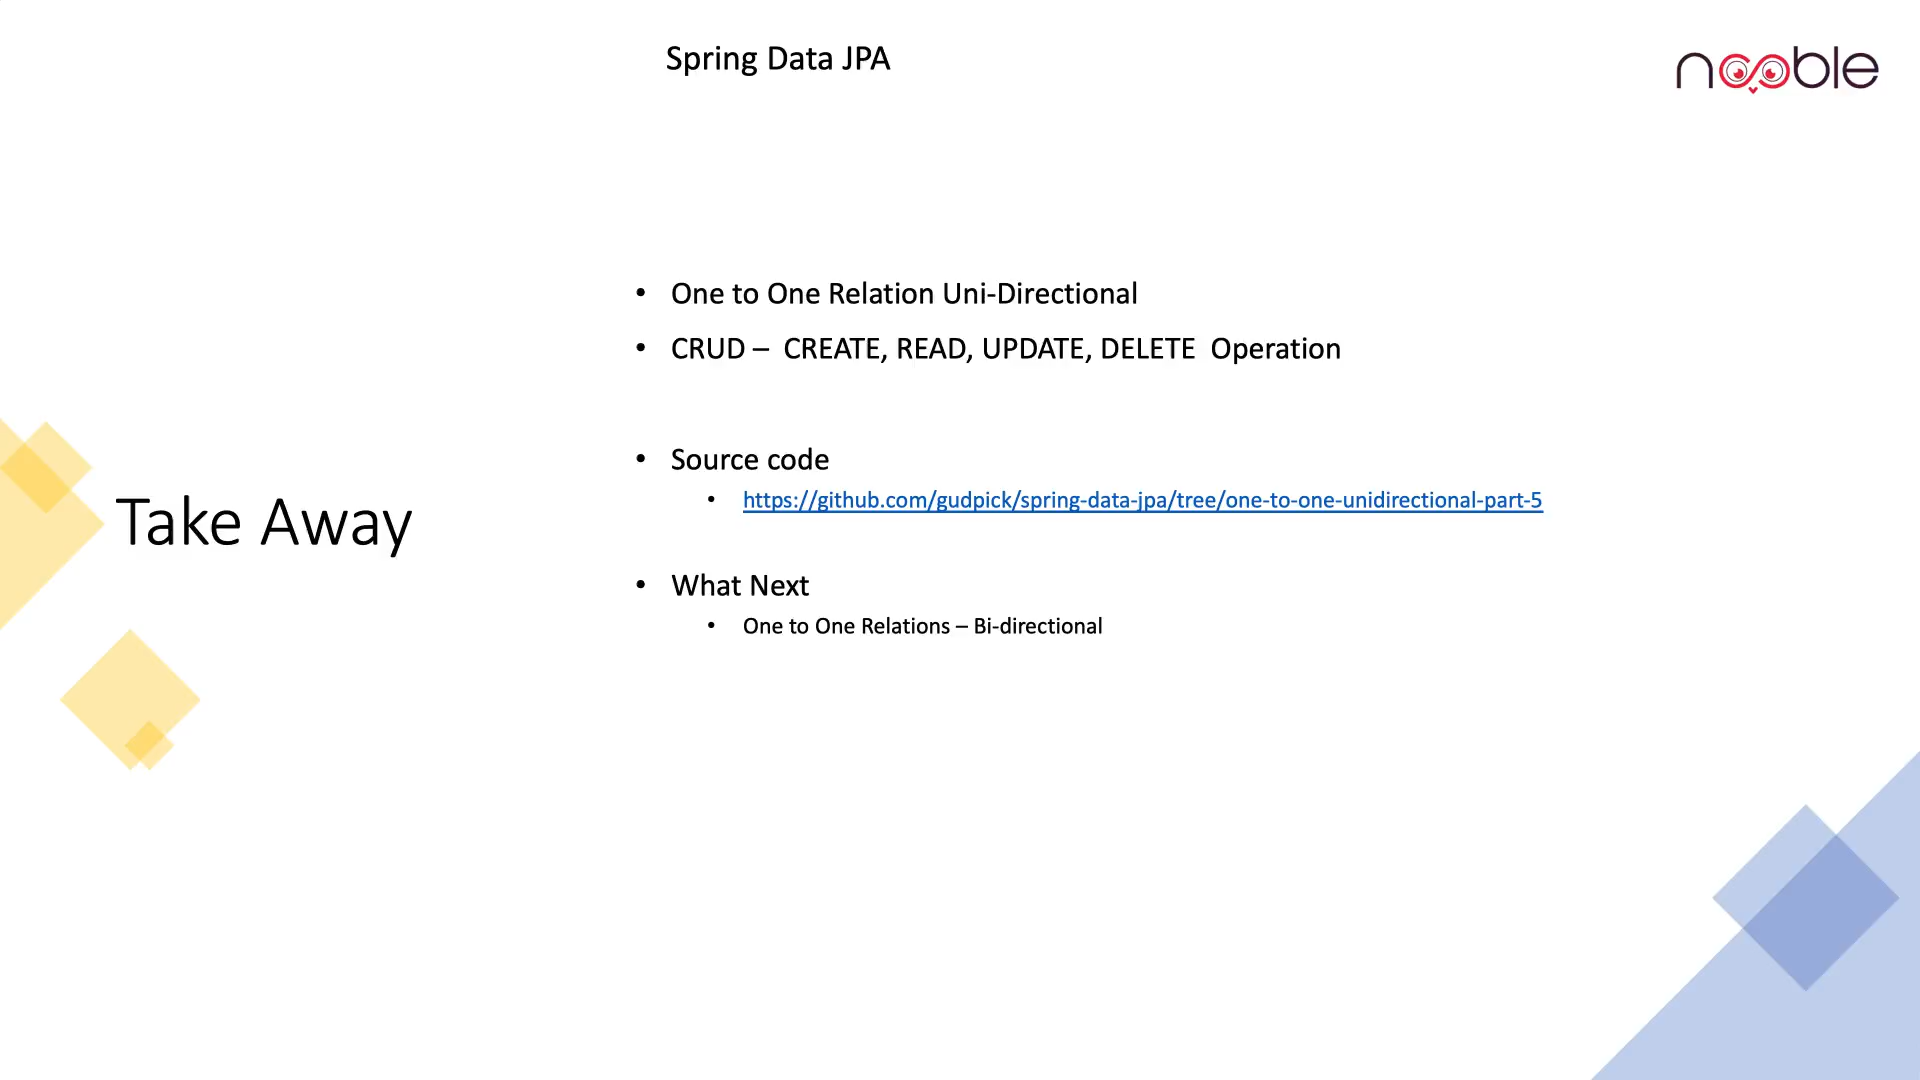 Spring Data JPA
nooble
• One to One Relation Uni-Directional
• CRUD – CREATE, READ, UPDATE, DELETE Operation
• Source code
• https://github.com/gudpick/spring-data-jpa/tree/one-to-one-unidirectional-part-5
Take Away
• What Next
• One to One Relations – Bi-directional